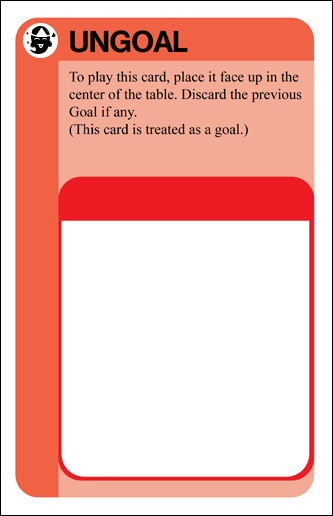 UNGOAL
To play this card, place it face up in the
center of the table. Discard the previous
Goal if any.
(This card is treated as a goal.)